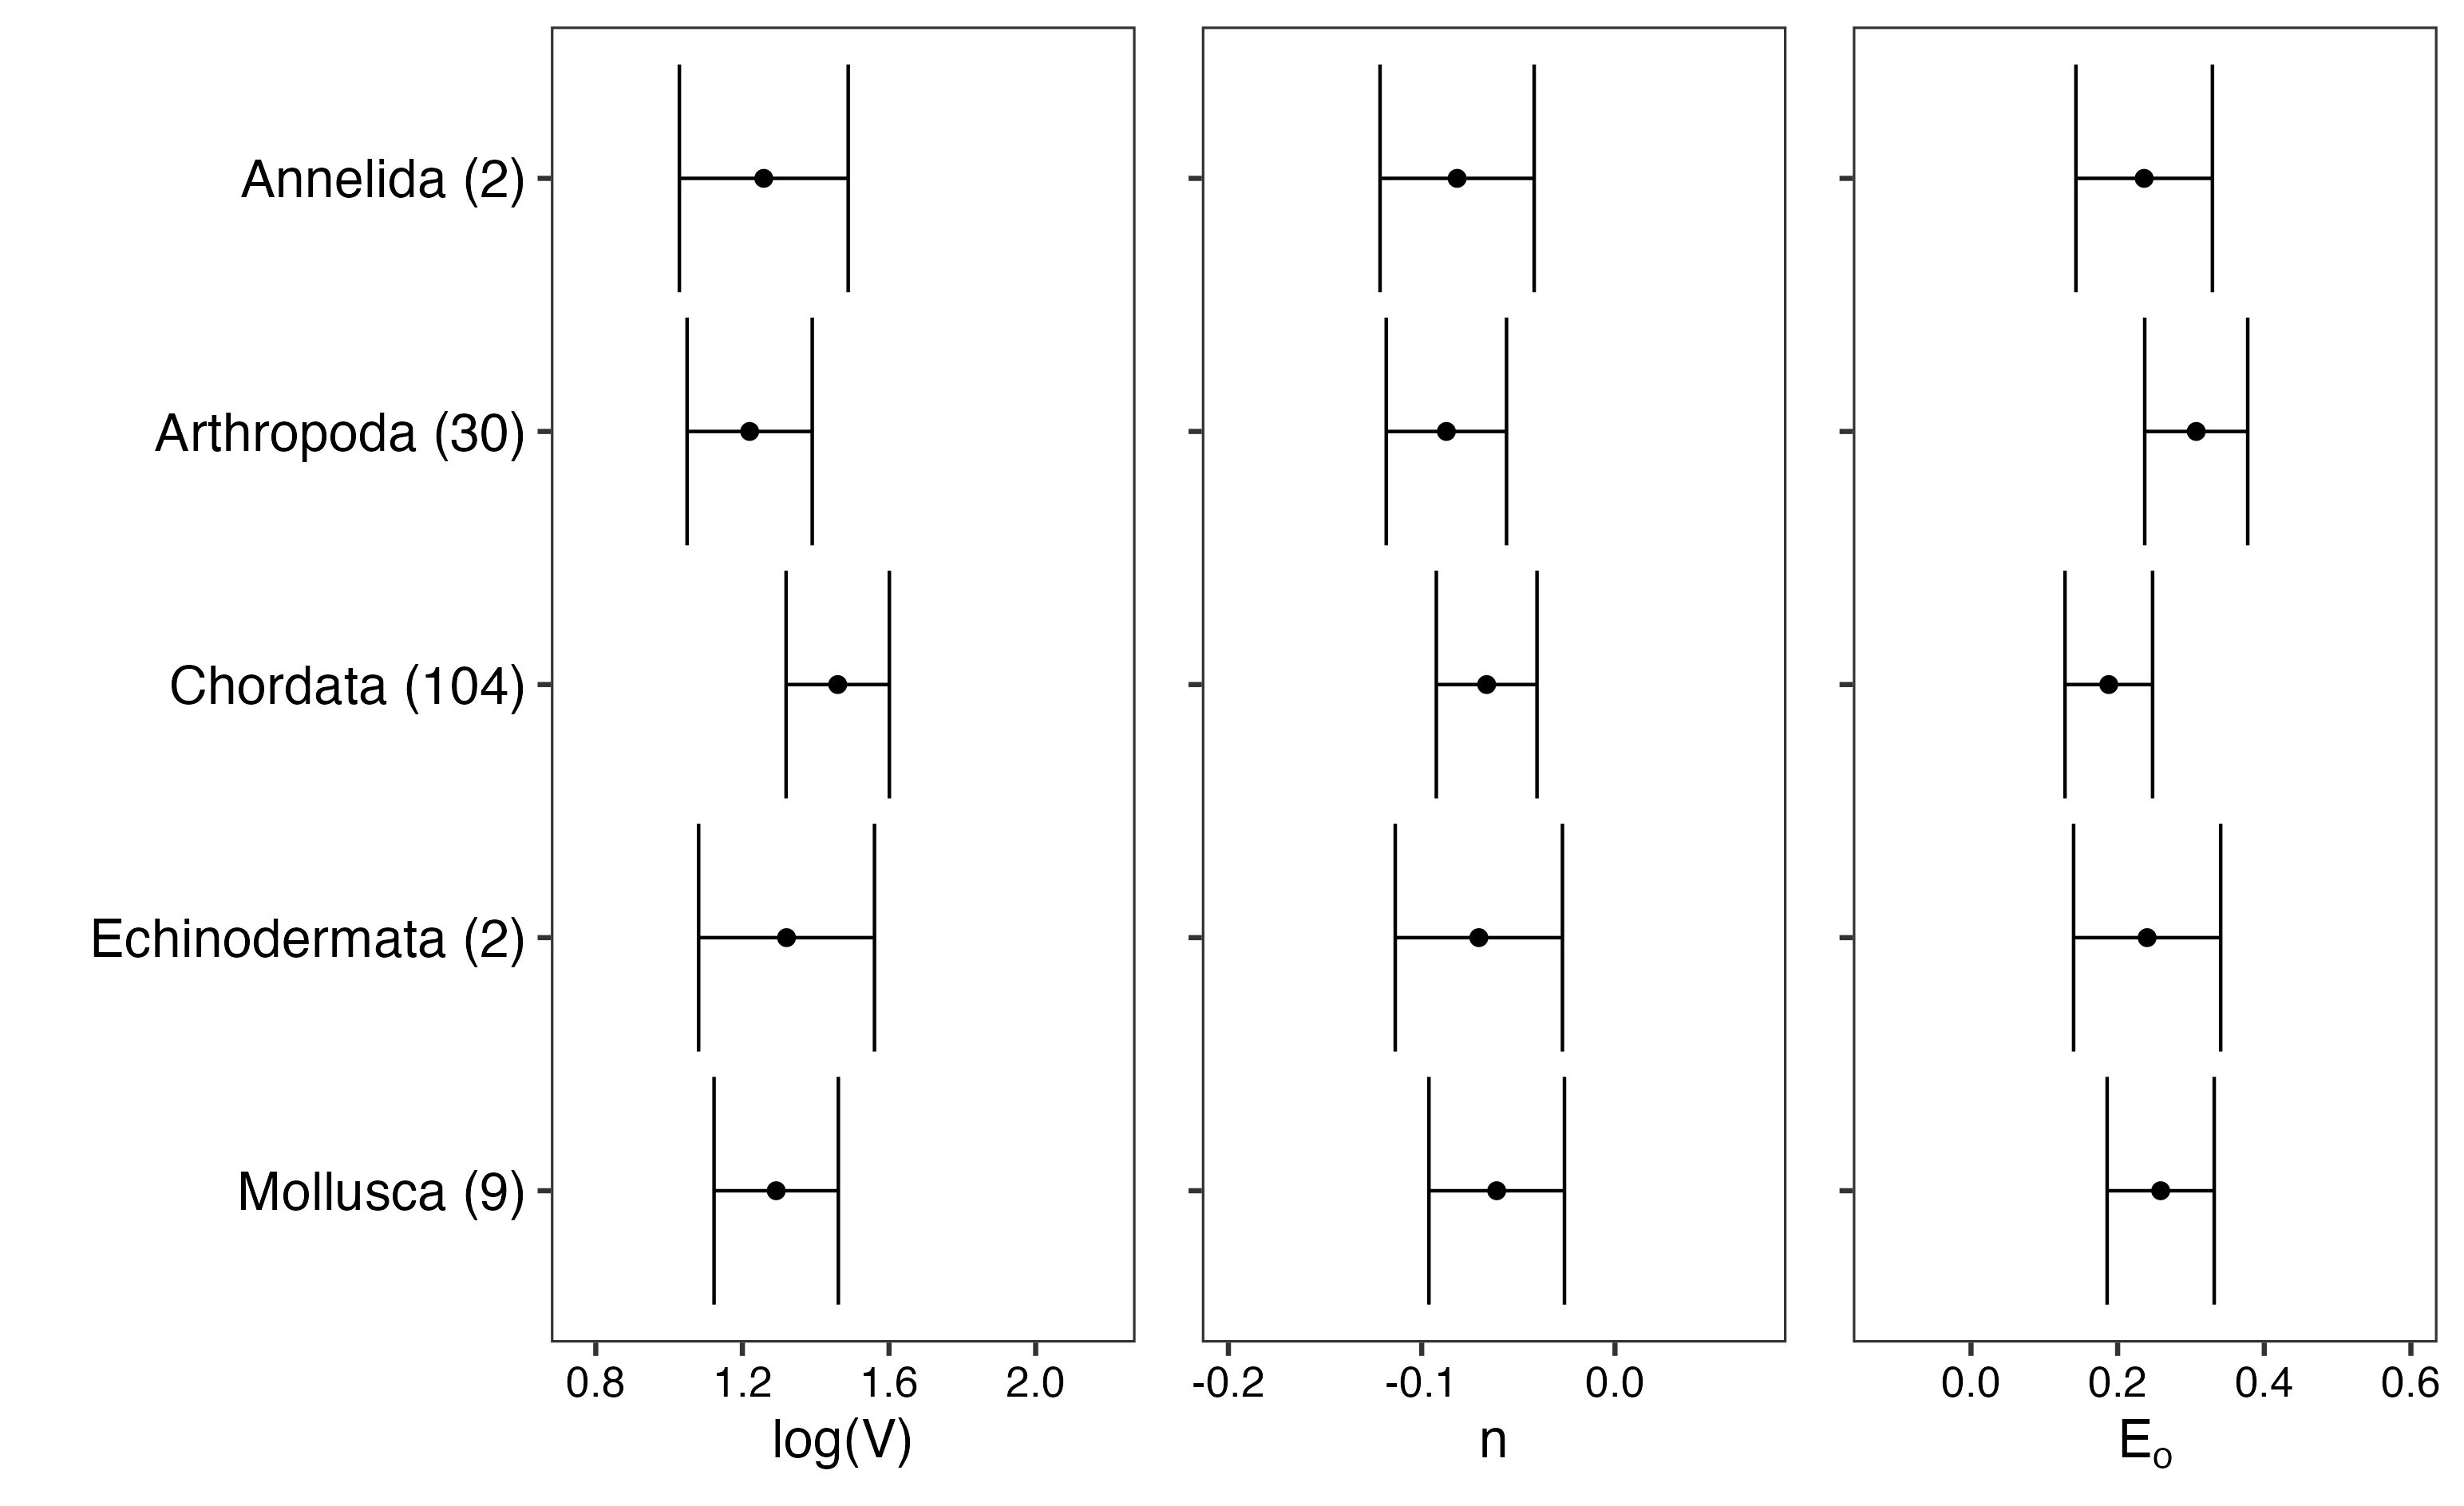 Annelida (2)
Arthropoda (30)
Chordata (104)
Echinodermata (2)
Mollusca (9)
0.8 1.2 1.6 2.0
log(V)
-0.2 -0.1 0.0
n
0.0 0.2 0.4 0.6
Eₒ